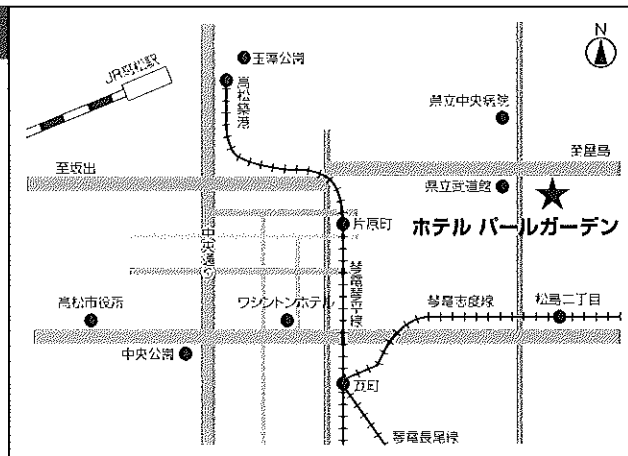 N
玉藻公園
JR高松駅
高松築港
県立中央病院
至屋島
至坂出
県立武道館
ホテル パールガーデン
片原町
中央通り
琴電琴平線
高松市役所
ワシントンホテル
琴電志度線
松島二丁目
中央公園
瓦町
琴電長尾線